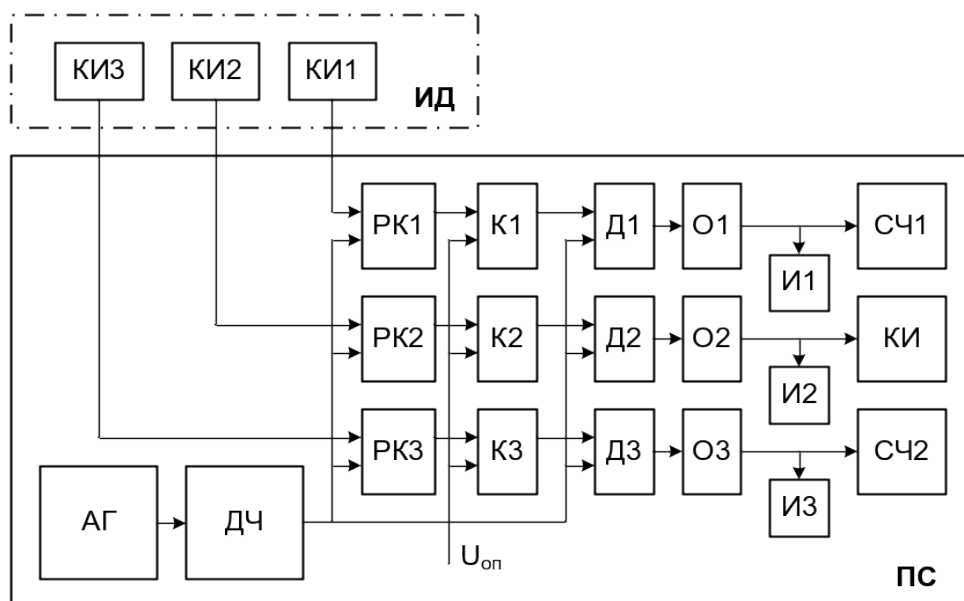 КИ3 КИ2 КИ1
ИД
РК1 К1 Д1 О1 СЧ1
И1
РК2 К2 Д2 О2 КИ
И2
РК3 К3 Д3 О3 СЧ2
И3
АГ ДЧ
Uоп
ПС